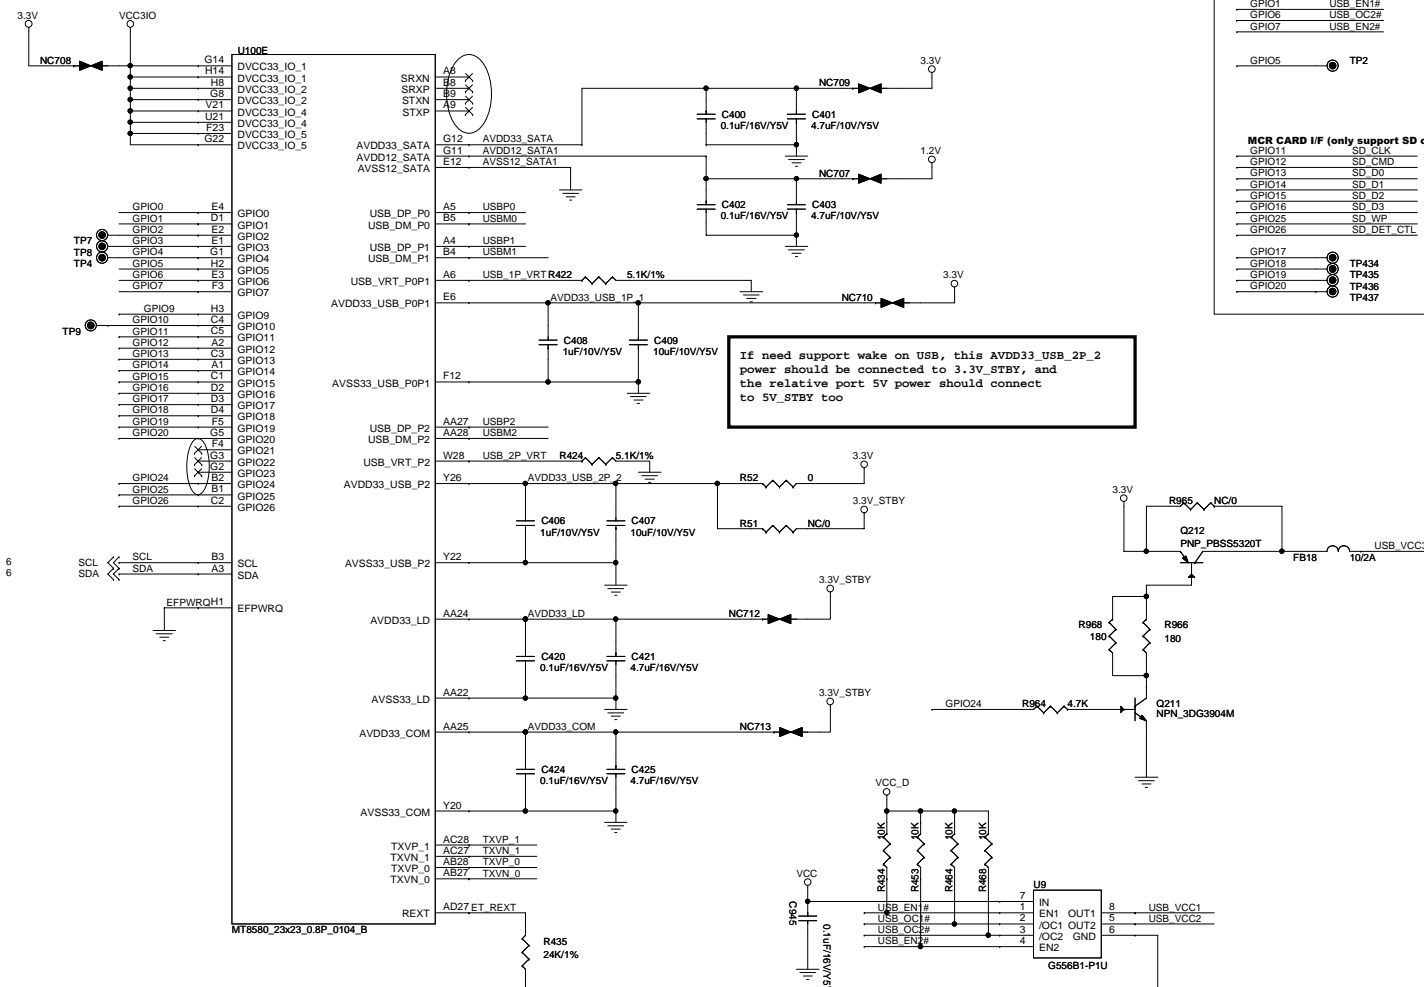 3.3V
VCC3IO
NC708
U100E
G14 DVCC33_IO_1
H14 DVCC33_IO_1
H8 DVCC33_IO_2
G8 DVCC33_IO_2
V21 DVCC33_IO_4
U21 DVCC33_IO_4
F23 DVCC33_IO_5
G22 DVCC33_IO_5
SRXN A8
SRXP B8
STXN B9
STXP A9
AVDD33_SATA G12 AVDD33_SATA
AVDD12_SATA G11 AVDD12_SATA1
AVSS12_SATA E12 AVSS12_SATA1
NC709
3.3V
C400
0.1uF/16V/Y5V
C401
4.7uF/10V/Y5V
1.2V
NC707
C402
0.1uF/16V/Y5V
C403
4.7uF/10V/Y5V
GPIO0 E4 GPIO0
GPIO1 D1 GPIO1
GPIO2 E2 GPIO2
TP7 GPIO3 E1 GPIO3
TP8 GPIO4 G1 GPIO4
TP4 GPIO5 H2 GPIO5
GPIO6 E3 GPIO6
GPIO7 F3 GPIO7
GPIO9 H3 GPIO9
TP9 GPIO10 C4 GPIO10
GPIO11 C5 GPIO11
GPIO12 A2 GPIO12
GPIO13 C3 GPIO13
GPIO14 A1 GPIO14
GPIO15 C1 GPIO15
GPIO16 D2 GPIO16
GPIO17 D3 GPIO17
GPIO18 D4 GPIO18
GPIO19 F5 GPIO19
GPIO20 G5 GPIO20
F4 GPIO21
G3 GPIO22
G2 GPIO23
GPIO24 B2 GPIO24
GPIO25 B1 GPIO25
GPIO26 C2 GPIO26
6 SCL SCL B3 SCL
6 SDA SDA A3 SDA
EFPWRQ H1 EFPWRQ
USB_DP_P0 A5 USBP0
USB_DM_P0 B5 USBM0
USB_DP_P1 A4 USBP1
USB_DM_P1 B4 USBM1
USB_VRT_P0P1 A6 USB_1P_VRT R422 5.1K/1%
AVDD33_USB_P0P1 E6 AVDD33_USB_1P_1
NC710
3.3V
C408
1uF/10V/Y5V
C409
10uF/10V/Y5V
AVSS33_USB_P0P1 F12
If need support wake on USB, this AVDD33_USB_2P_2
power should be connected to 3.3V_STBY, and
the relative port 5V power should connect
to 5V_STBY too
USB_DP_P2 AA27 USBP2
USB_DM_P2 AA28 USBM2
USB_VRT_P2 W28 USB_2P_VRT R424 5.1K/1%
AVDD33_USB_P2 Y26 AVDD33_USB_2P_2
R52 0
3.3V
3.3V_STBY
R51 NC/0
C406
1uF/10V/Y5V
C407
10uF/10V/Y5V
AVSS33_USB_P2 Y22
3.3V_STBY
AVDD33_LD AA24 AVDD33_LD
NC712
C420
0.1uF/16V/Y5V
C421
4.7uF/16V/Y5V
AVSS33_LD AA22
3.3V_STBY
AVDD33_COM AA25 AVDD33_COM
NC713
C424
0.1uF/16V/Y5V
C425
4.7uF/16V/Y5V
AVSS33_COM Y20
TXVP_1 AC28 TXVP_1
TXVN_1 AC27 TXVN_1
TXVP_0 AB28 TXVP_0
TXVN_0 AB27 TXVN_0
REXT AD27 ET_REXT
MT8580_23x23_0.8P_0104_B
R435
24K/1%
GPIO1 USB_EN1#
GPIO6 USB_OC2#
GPIO7 USB_EN2#
GPIO5 TP2
MCR CARD I/F (only support SD
GPIO11 SD_CLK
GPIO12 SD_CMD
GPIO13 SD_D0
GPIO14 SD_D1
GPIO15 SD_D2
GPIO16 SD_D3
GPIO25 SD_WP
GPIO26 SD_DET_CTL
GPIO17
GPIO18 TP434
GPIO19 TP435
GPIO20 TP436
TP437
3.3V
R965 NC/0
Q212
PNP_PBSS5320T
FB18
10/2A
R968
180
R966
180
GPIO24
R964 4.7K
Q211
NPN_3DG3904M
VCC_D
10K 10K 10K 10K
R434 R453 R464 R468
VCC
C945
U9
USB_EN1#
USB_OC1#
USB_OC2#
USB_EN2#
7 IN
1 EN1 OUT1 8 USB_VCC1
2 /OC1 OUT2 5 USB_VCC2
3 /OC2 GND 6
4 EN2
G556B1-P1U